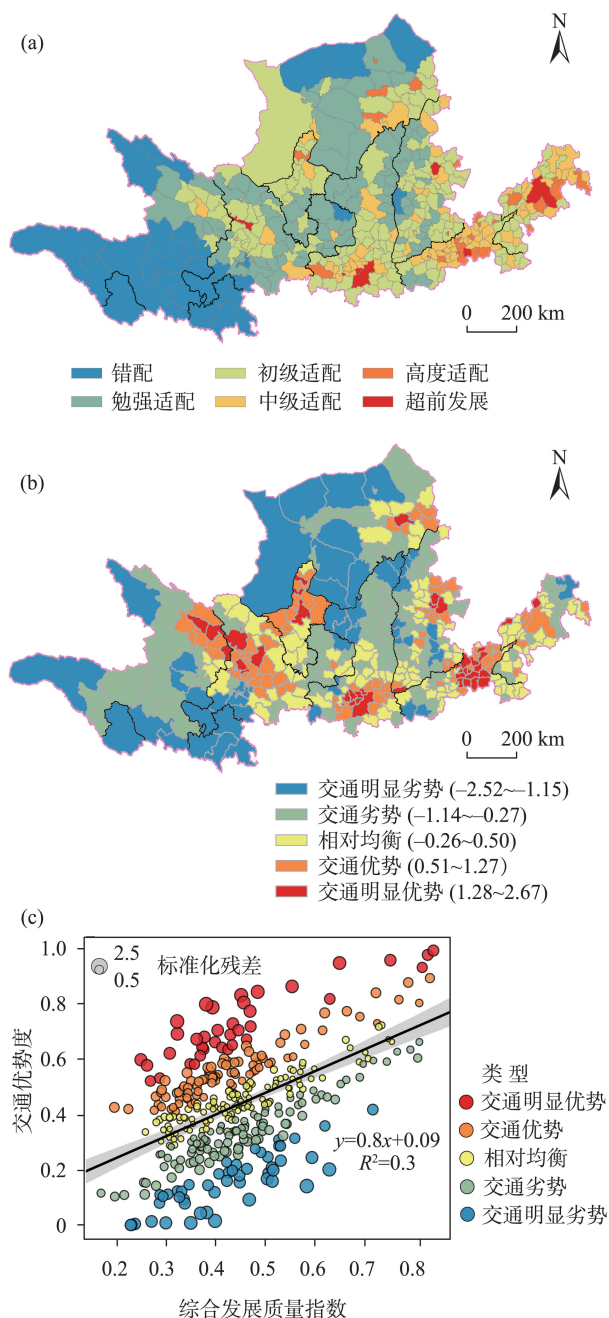 (a)
N
0 200 km
错配 初级适配 高度适配
勉强适配 中级适配 超前发展
(b)
N
0 200 km
交通明显劣势 (–2.52~–1.15)
交通劣势 (–1.14~–0.27)
相对均衡 (–0.26~0.50)
交通优势 (0.51~1.27)
交通明显优势 (1.28~2.67)
(c)
1.0
0.8
0.6
0.4
0.2
0
交通优势度
2.5
0.5
标准化残差
y=0.8x+0.09
R²=0.3
类 型
交通明显优势
交通优势
相对均衡
交通劣势
交通明显劣势
0.2 0.3 0.4 0.5 0.6 0.7 0.8
综合发展质量指数